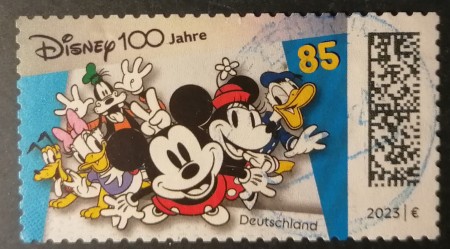 Disney 100 Jahre
85
Deutschland
2023 | €